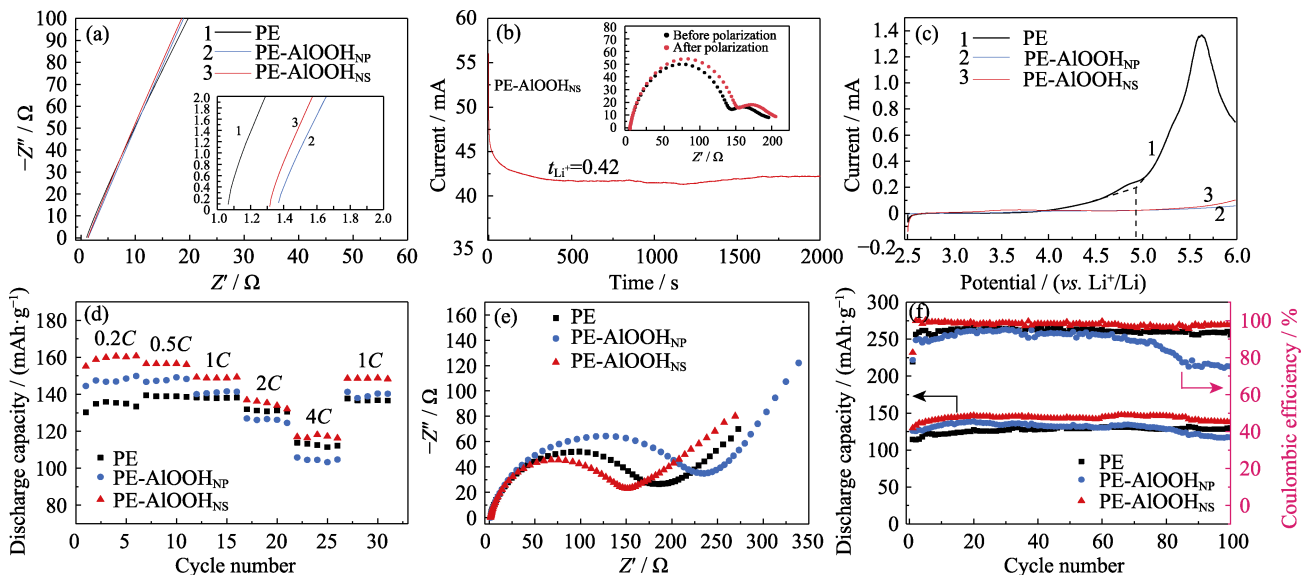 (a)
1 PE
2 PE-AlOOH_NP
3 PE-AlOOH_NS
−Z″ / Ω
100
90
80
70
60
50
40
30
20
10
0
2.0
1.8
1.6
1.4
1.2
1.0
0.8
0.6
0.4
0.2
1
3
2
1.0 1.2 1.4 1.6 1.8 2.0
0 10 20 30 40 50 60
Z′ / Ω
(b)
Current / mA
60
55
50
45
40
35
PE-AlOOH_NS
Before polarization
After polarization
−Z″ / Ω
80
70
60
50
40
30
20
10
0
0 25 50 75 100 125 150 175 200
Z′ / Ω
t_Li⁺=0.42
0 500 1000 1500 2000
Time / s
(c)
1 PE
2 PE-AlOOH_NP
3 PE-AlOOH_NS
Current / mA
1.4
1.2
1.0
0.8
0.6
0.4
0.2
0
−0.2
1
3
2
2.5 3.0 3.5 4.0 4.5 5.0 5.5 6.0
Potential / (vs. Li⁺/Li)
(d)
Discharge capacity / (mAh·g⁻¹)
180
160
140
120
100
80
0.2C
0.5C
1C
2C
4C
1C
PE
PE-AlOOH_NP
PE-AlOOH_NS
0 5 10 15 20 25 30
Cycle number
(e)
PE
PE-AlOOH_NP
PE-AlOOH_NS
−Z″ / Ω
160
140
120
100
80
60
40
20
0
0 50 100 150 200 250 300 350
Z′ / Ω
(f)
Discharge capacity / (mAh·g⁻¹)
300
250
200
150
100
50
0
PE
PE-AlOOH_NP
PE-AlOOH_NS
100
80
60
40
20
0
Coulombic efficiency / %
0 20 40 60 80 100
Cycle number